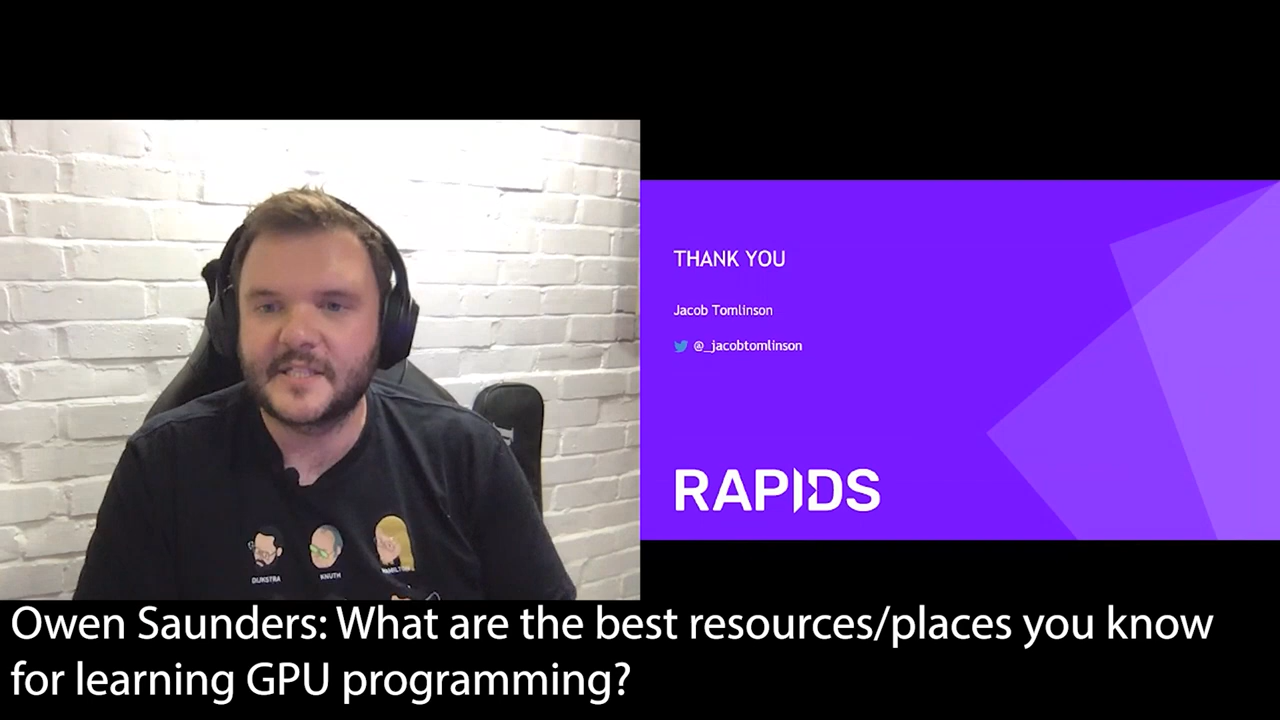 THANK YOU
Jacob Tomlinson
@_jacobtomlinson
RAPIDS
DIJKSTRA
KNUTH
HAMILTON
Owen Saunders: What are the best resources/places you know
for learning GPU programming?